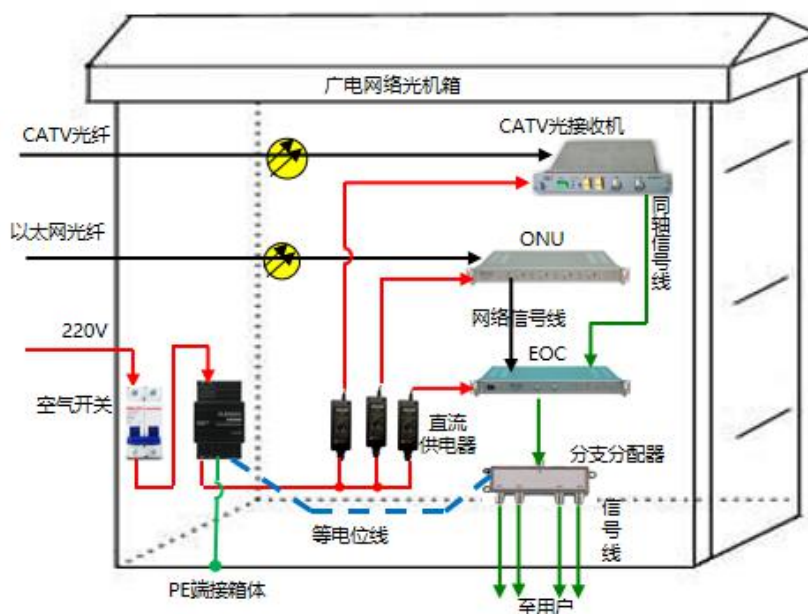 广电网络光机箱
CATV光纤
CATV光接收机
以太网光纤
ONU
同轴信号线
网络信号线
220V
EOC
空气开关
直流
供电器
分支分配器
等电位线
信号线
PE端接箱体
至用户